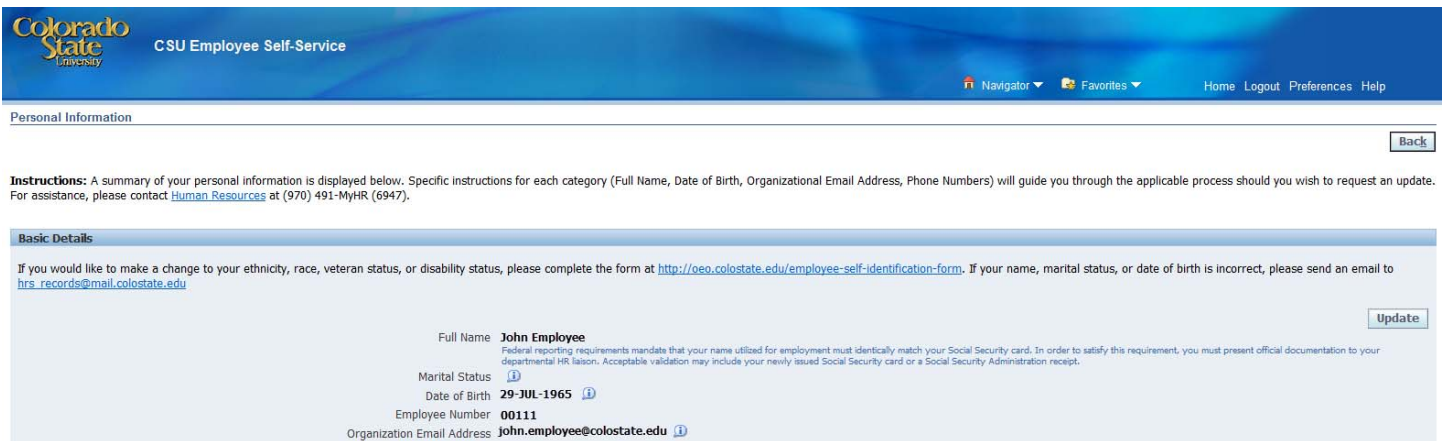 Colorado
State
University
CSU Employee Self-Service
Navigator Favorites Home Logout Preferences Help
Personal Information
Back
Instructions: A summary of your personal information is displayed below. Specific instructions for each category (Full Name, Date of Birth, Organizational Email Address, Phone Numbers) will guide you through the applicable process should you wish to request an update.
For assistance, please contact Human Resources at (970) 491-MyHR (6947).
Basic Details
If you would like to make a change to your ethnicity, race, veteran status, or disability status, please complete the form at http://oeo.colostate.edu/employee-self-identification-form. If your name, marital status, or date of birth is incorrect, please send an email to
hrs_records@mail.colostate.edu
Update
Full Name John Employee
Federal reporting requirements mandate that your name utilized for employment must identically match your Social Security card. In order to satisfy this requirement, you must present official documentation to your
departmental HR liaison. Acceptable validation may include your newly issued Social Security card or a Social Security Administration receipt.
Marital Status
Date of Birth 29-JUL-1965
Employee Number 00111
Organization Email Address john.employee@colostate.edu